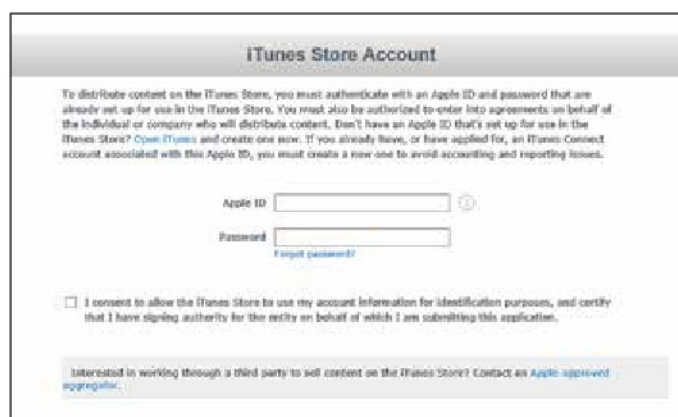 iTunes Store Account
To distribute content on the iTunes Store, you must authenticate with an Apple ID and password that are
already set up for use in the iTunes Store. You must also be authorized to enter into agreements on behalf of
the individual or company who will distribute content. Don't have an Apple ID that's set up for use in the
iTunes Store? Open iTunes and create one now. If you already have, or have applied for, an iTunes Connect
account associated with this Apple ID, you must create a new one to avoid accounting and reporting issues.
Apple ID
Password
Forgot password?
I consent to allow the iTunes Store to use my account information for identification purposes, and certify
that I have signing authority for the entity on behalf of which I am submitting this application.
Interested in working through a third party to sell content on the iTunes Store? Contact an Apple approved
aggregator.